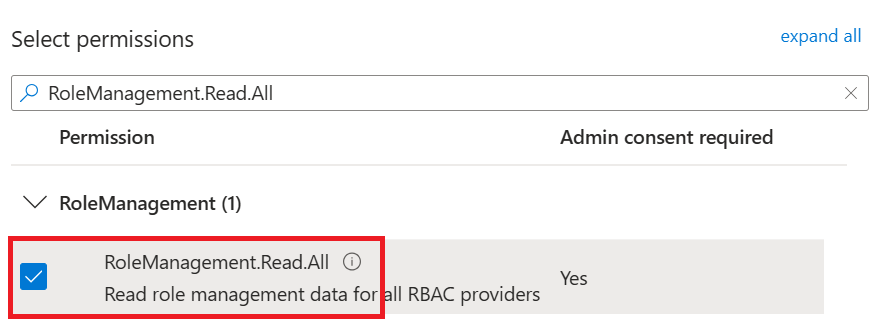 Select permissions
expand all
RoleManagement.Read.All
Permission Admin consent required
RoleManagement (1)
RoleManagement.Read.All
Read role management data for all RBAC providers
Yes